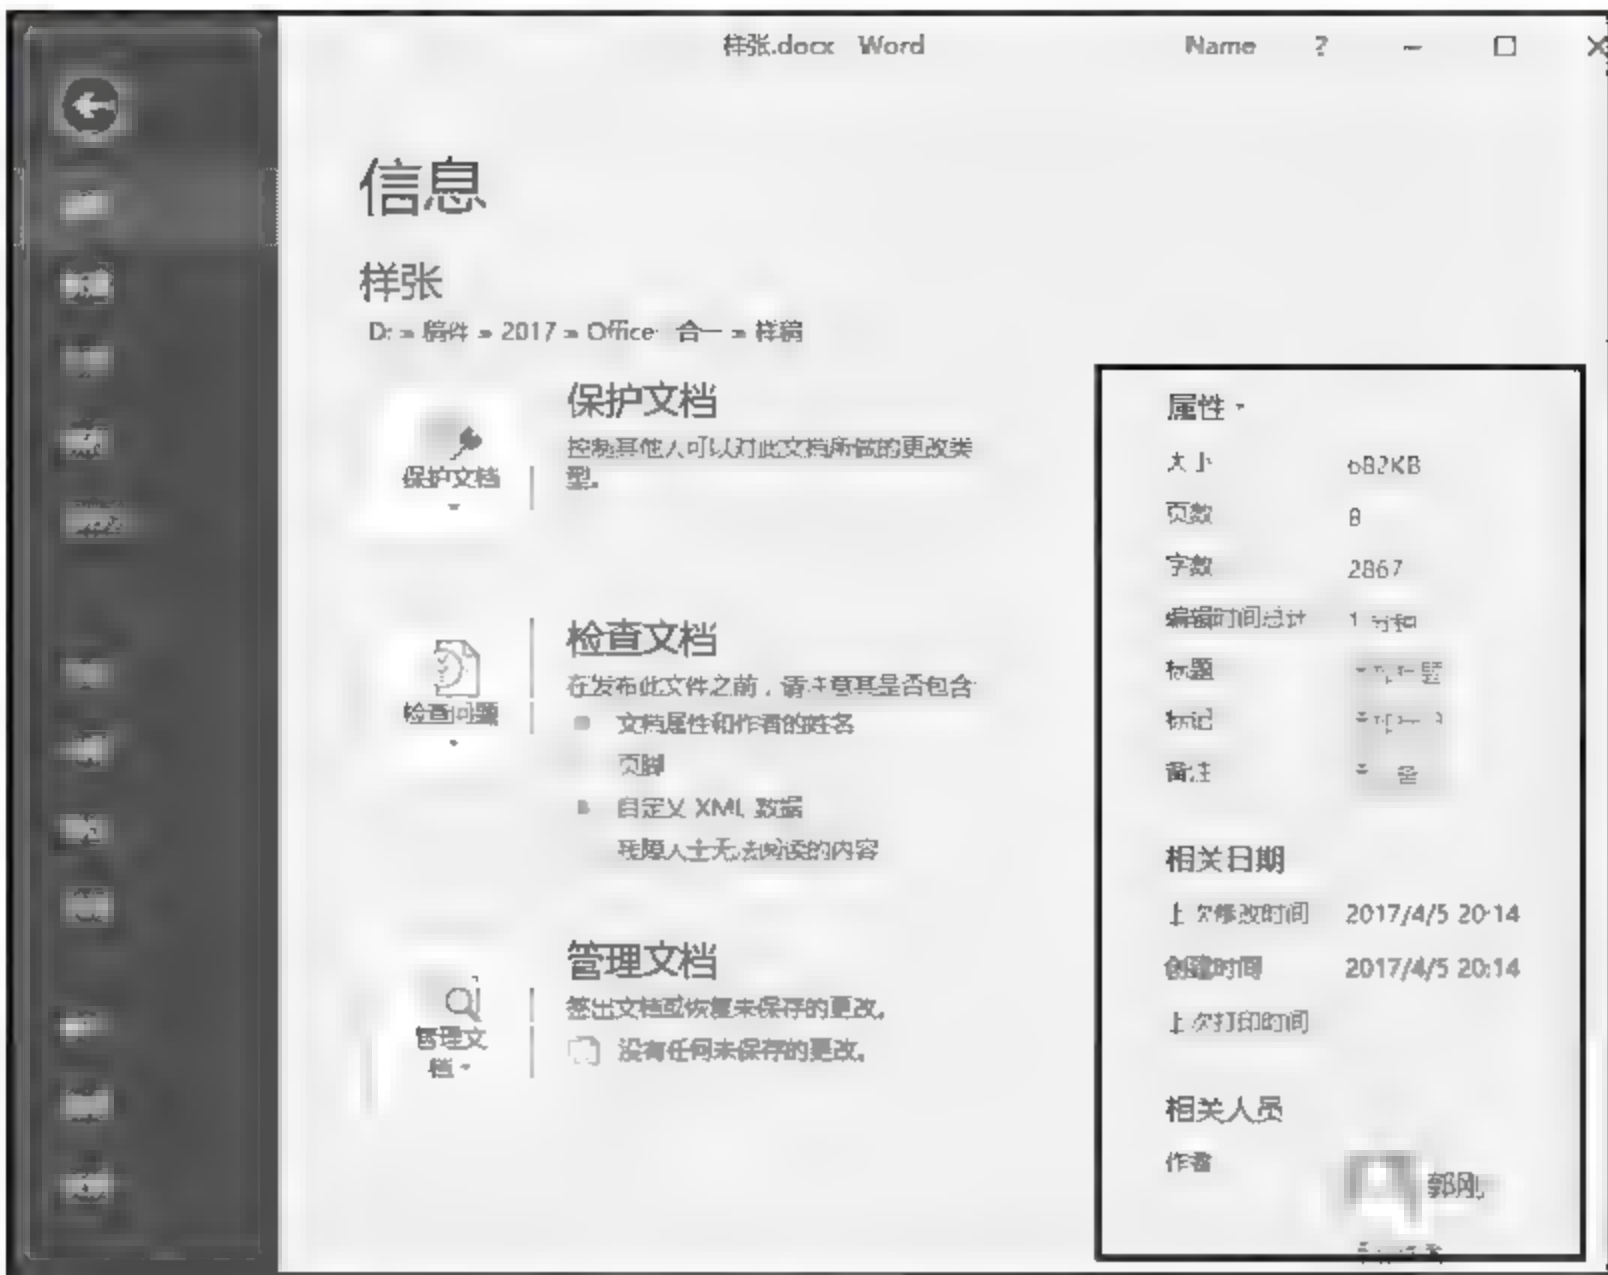 样张.docx Word Name ?
信息
样张
D: » 稿件 » 2017 » Office 合一 » 样稿
保护文档
保护文档
控制其他人可以对此文档所做的更改类
型。
检查文档
检查问题
在发布此文件之前，请注意其是否包含
文档属性和作者的姓名
页脚
自定义 XML 数据
残障人士无法阅读的内容
管理文档
管理文
档
签出文档或恢复未保存的更改。
没有任何未保存的更改。
属性
大小 682KB
页数 8
字数 2867
编辑时间总计 1 分钟
标题
标记
备注
相关日期
上次修改时间 2017/4/5 20:14
创建时间 2017/4/5 20:14
上次打印时间
相关人员
作者 郭刚